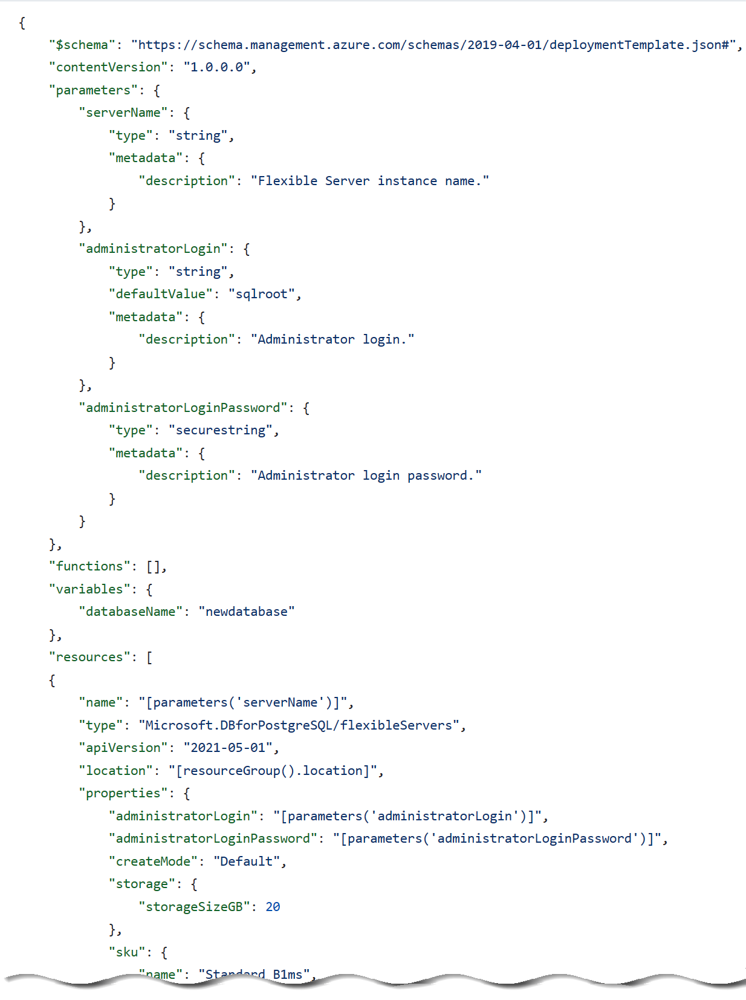 {
    "$schema": "https://schema.management.azure.com/schemas/2019-04-01/deploymentTemplate.json#",
    "contentVersion": "1.0.0.0",
    "parameters": {
        "serverName": {
            "type": "string",
            "metadata": {
                "description": "Flexible Server instance name."
            }
        },
        "administratorLogin": {
            "type": "string",
            "defaultValue": "sqlroot",
            "metadata": {
                "description": "Administrator login."
            }
        },
        "administratorLoginPassword": {
            "type": "securestring",
            "metadata": {
                "description": "Administrator login password."
            }
        }
    },
    "functions": [],
    "variables": {
        "databaseName": "newdatabase"
    },
    "resources": [
    {
        "name": "[parameters('serverName')]",
        "type": "Microsoft.DBforPostgreSQL/flexibleServers",
        "apiVersion": "2021-05-01",
        "location": "[resourceGroup().location]",
        "properties": {
            "administratorLogin": "[parameters('administratorLogin')]",
            "administratorLoginPassword": "[parameters('administratorLoginPassword')]",
            "createMode": "Default",
            "storage": {
                "storageSizeGB": 20
            },
            "sku": {
                "name": "Standard_B1ms",